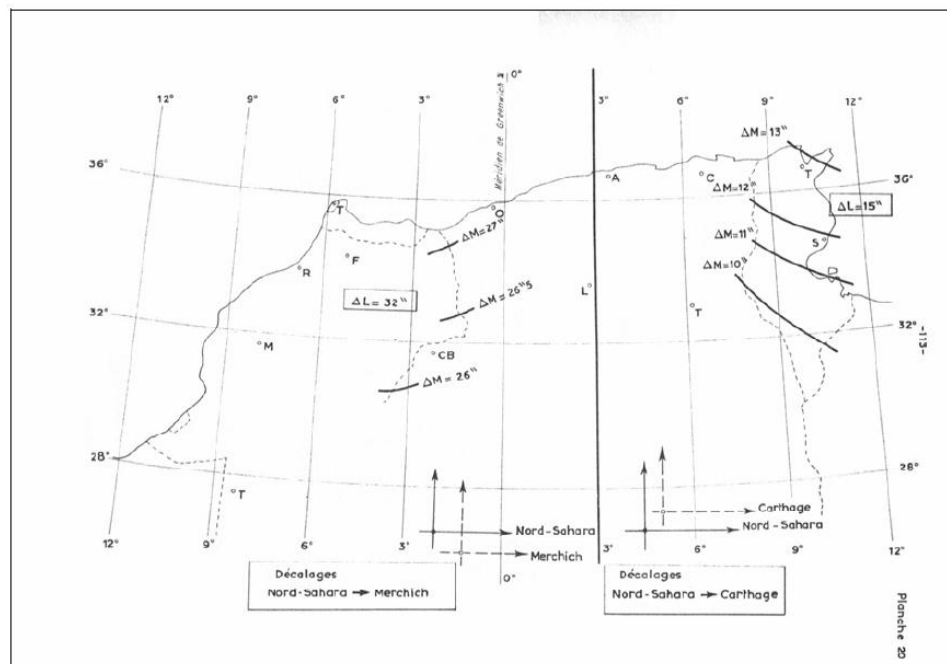 0°
Méridien de Greenwich
12°
9°
6°
3°
3°
6°
9°
12°
ΔM=13"
36°
A
C
T
36°
ΔM=12"
T
O
ΔM=27"
ΔL=15"
ΔM=11"
S
F
R
ΔM=10"
ΔL= 32"
L
ΔM= 26"5
T
32°
32°
-113-
M
CB
ΔM= 26"
28°
28°
T
Carthage
Nord-Sahara
Nord-Sahara
Merchich
12°
9°
6°
3°
0°
3°
6°
9°
12°
Décalages
Nord-Sahara → Merchich
Décalages
Nord-Sahara → Carthage
Planche 20